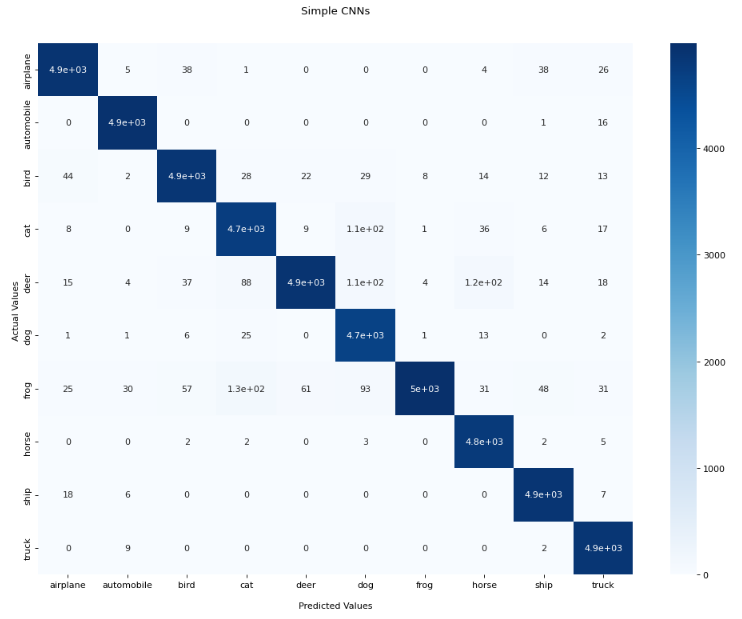 Simple CNNs
airplane 4.9e+03 5 38 1 0 0 0 4 38 26
automobile 0 4.9e+03 0 0 0 0 0 0 1 16
bird 44 2 4.9e+03 28 22 29 8 14 12 13
cat 8 0 9 4.7e+03 9 1.1e+02 1 36 6 17
deer 15 4 37 88 4.9e+03 1.1e+02 4 1.2e+02 14 18
dog 1 1 6 25 0 4.7e+03 1 13 0 2
frog 25 30 57 1.3e+02 61 93 5e+03 31 48 31
horse 0 0 2 2 0 3 0 4.8e+03 2 5
ship 18 6 0 0 0 0 0 0 4.9e+03 7
truck 0 9 0 0 0 0 0 0 2 4.9e+03
airplane automobile bird cat deer dog frog horse ship truck
Predicted Values
Actual Values
4000
3000
2000
1000
0